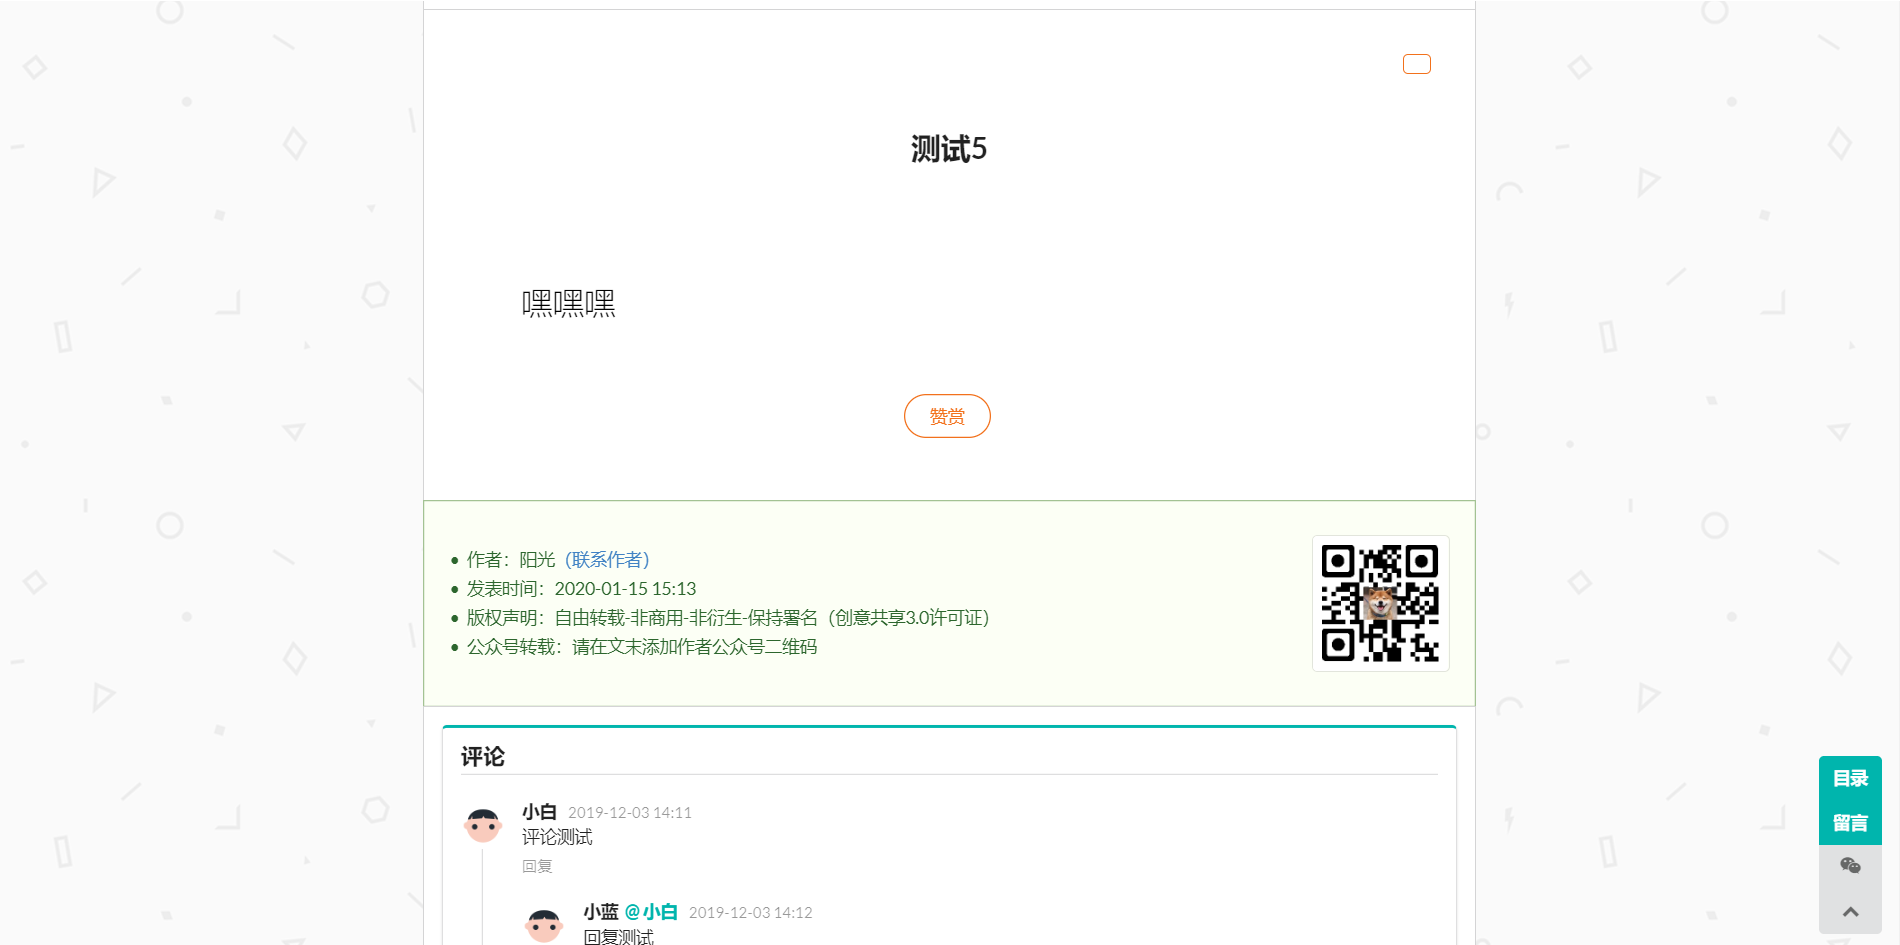 测试5
嘿嘿嘿
赞赏
作者：阳光（联系作者）
发表时间：2020-01-15 15:13
版权声明：自由转载-非商用-非衍生-保持署名（创意共享3.0许可证）
公众号转载：请在文末添加作者公众号二维码
评论
小白 2019-12-03 14:11
评论测试
回复
小蓝 @ 小白 2019-12-03 14:12
回复测试
目录
留言